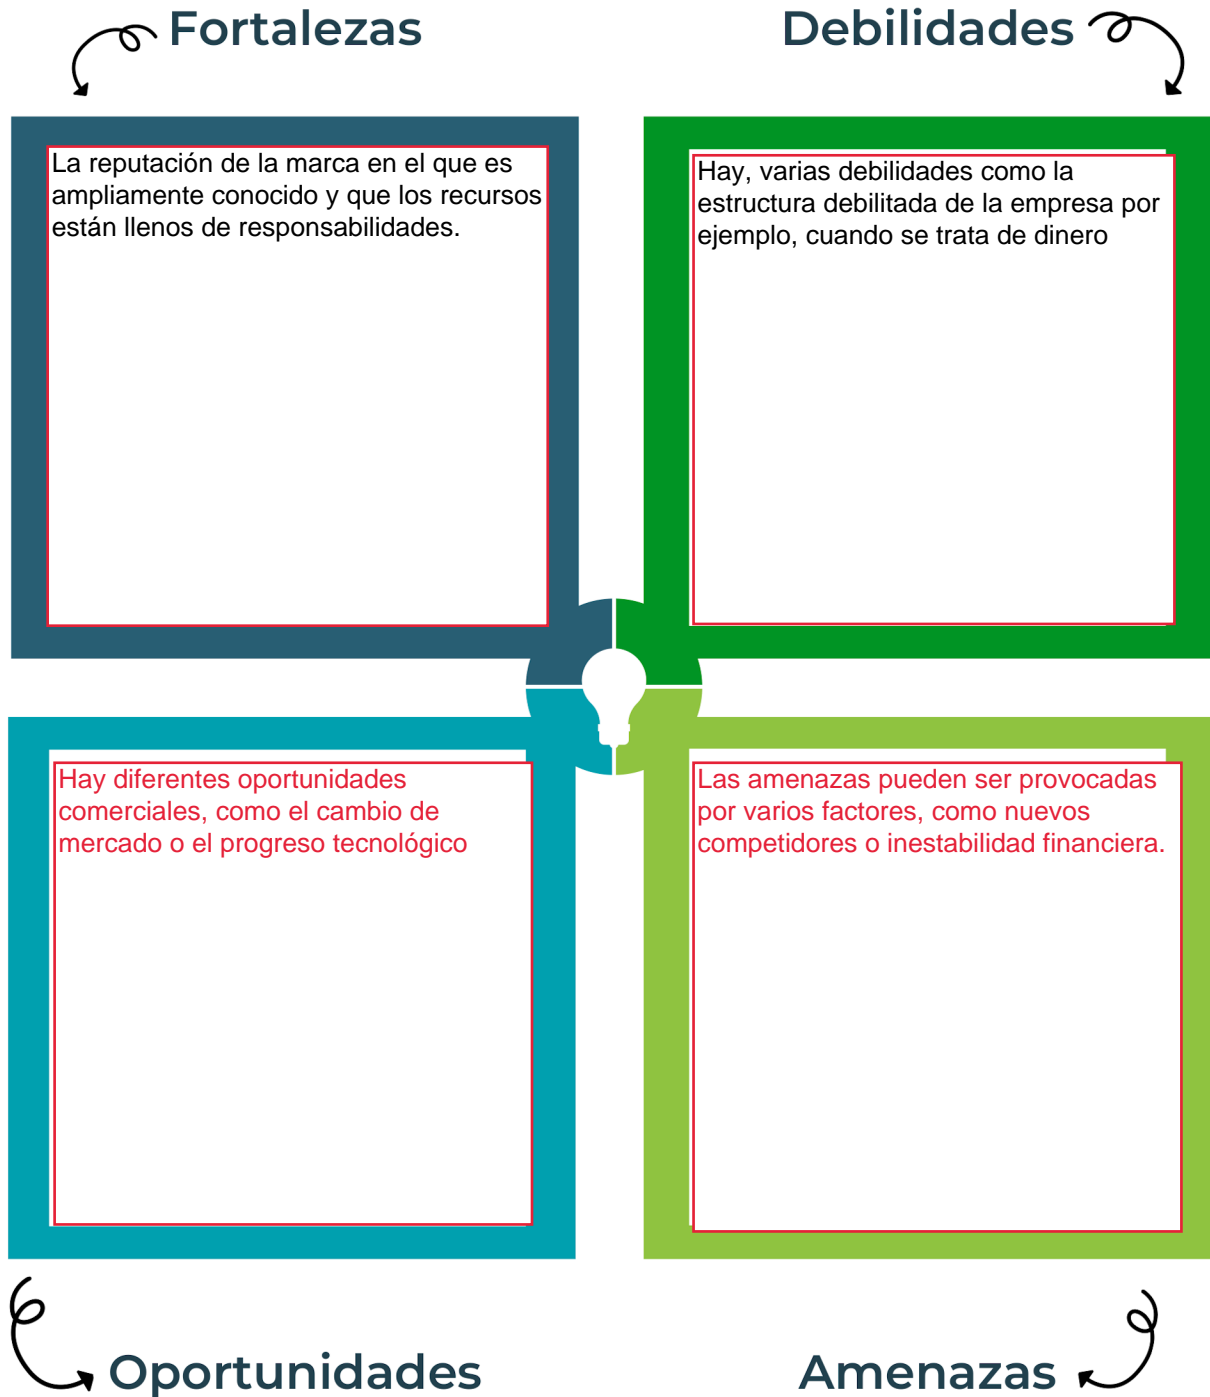 Fortalezas
Debilidades
La reputación de la marca en el que es
ampliamente conocido y que los recursos
están llenos de responsabilidades.
Hay, varias debilidades como la
estructura debilitada de la empresa por
ejemplo, cuando se trata de dinero
Hay diferentes oportunidades
comerciales, como el cambio de
mercado o el progreso tecnológico
Las amenazas pueden ser provocadas
por varios factores, como nuevos
competidores o inestabilidad financiera.
Oportunidades
Amenazas